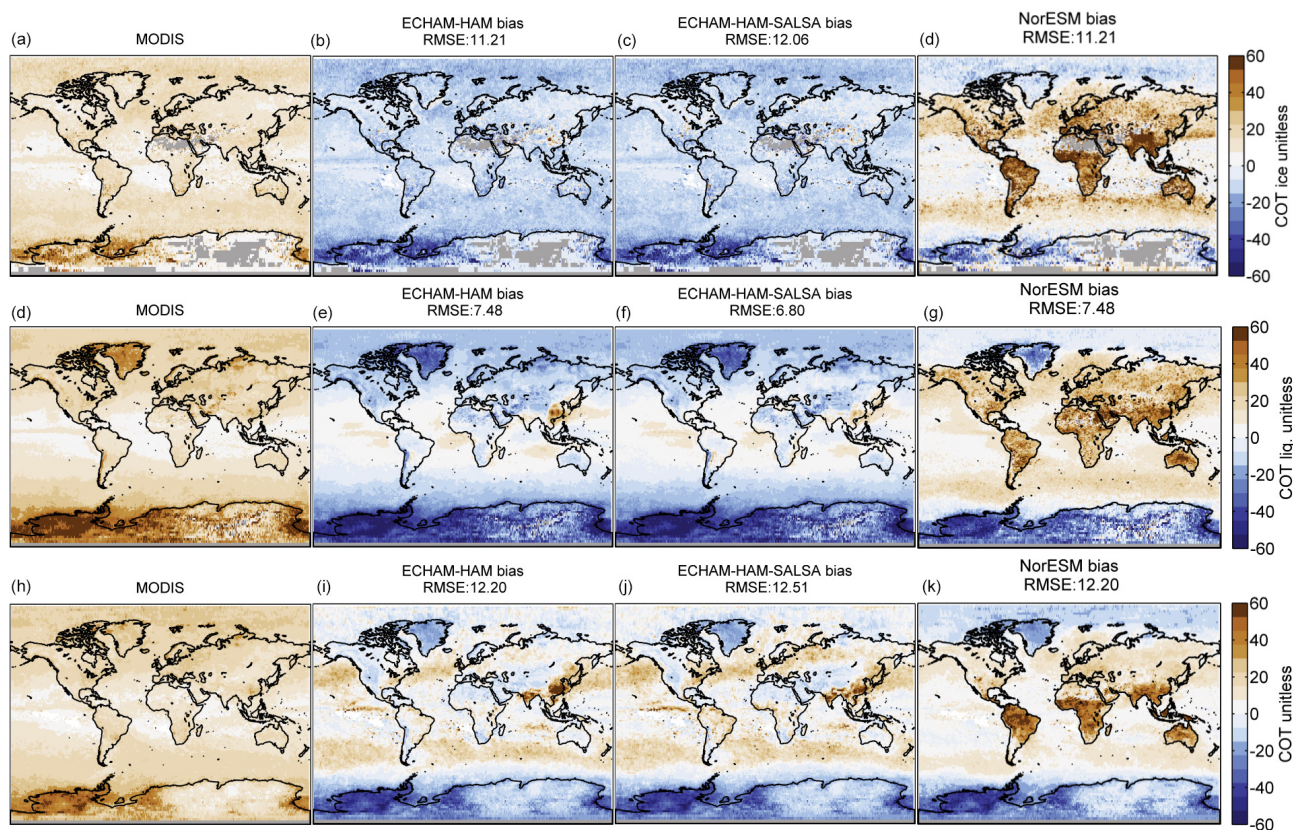 (a)
MODIS
(b)
ECHAM-HAM bias
RMSE:11.21
(c)
ECHAM-HAM-SALSA bias
RMSE:12.06
(d)
NorESM bias
RMSE:11.21
60
40
20
0
-20
-40
-60
COT ice unitless
(d)
MODIS
(e)
ECHAM-HAM bias
RMSE:7.48
(f)
ECHAM-HAM-SALSA bias
RMSE:6.80
(g)
NorESM bias
RMSE:7.48
60
40
20
0
-20
-40
-60
COT liq. unitless
(h)
MODIS
(i)
ECHAM-HAM bias
RMSE:12.20
(j)
ECHAM-HAM-SALSA bias
RMSE:12.51
(k)
NorESM bias
RMSE:12.20
60
40
20
0
-20
-40
-60
COT unitless